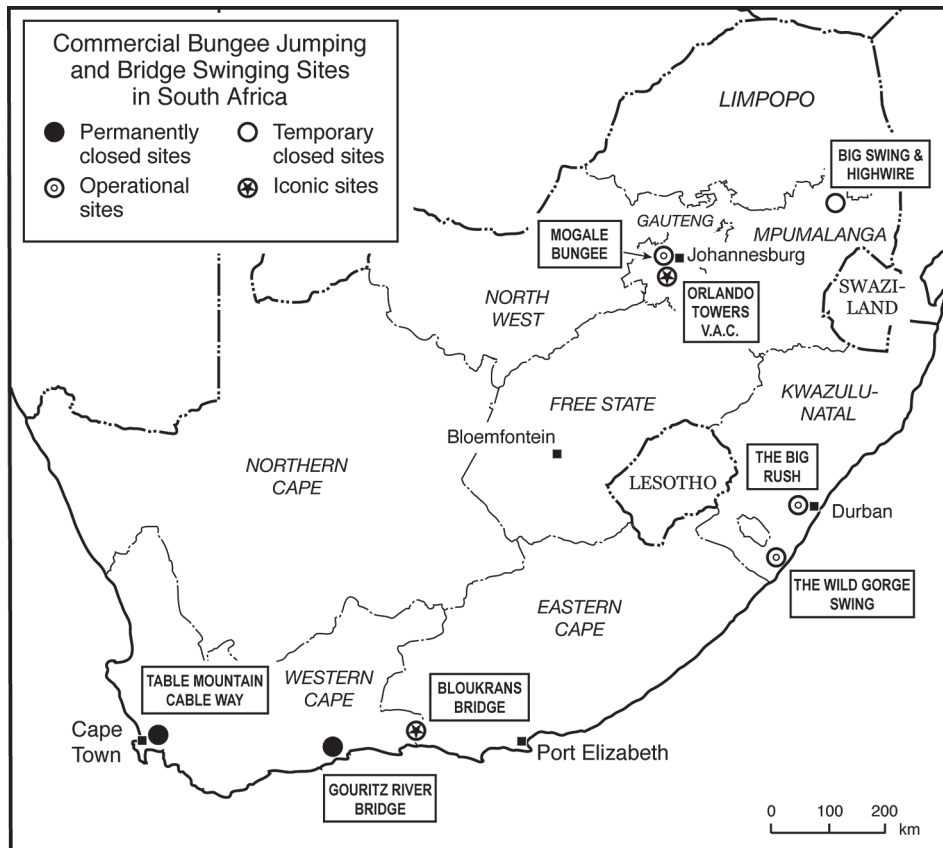 Commercial Bungee Jumping
and Bridge Swinging Sites
in South Africa
Permanently
closed sites
Temporary
closed sites
Operational
sites
Iconic sites
LIMPOPO
BIG SWING &
HIGHWIRE
GAUTENG
MPUMALANGA
MOGALE
BUNGEE
Johannesburg
ORLANDO
TOWERS
V.A.C.
SWAZI-
LAND
NORTH
WEST
KWAZULU-
NATAL
FREE STATE
Bloemfontein
NORTHERN
CAPE
LESOTHO
THE BIG
RUSH
Durban
THE WILD GORGE
SWING
EASTERN
CAPE
WESTERN
CAPE
TABLE MOUNTAIN
CABLE WAY
BLOUKRANS
BRIDGE
Cape
Town
Port Elizabeth
GOURITZ RIVER
BRIDGE
0 100 200
km